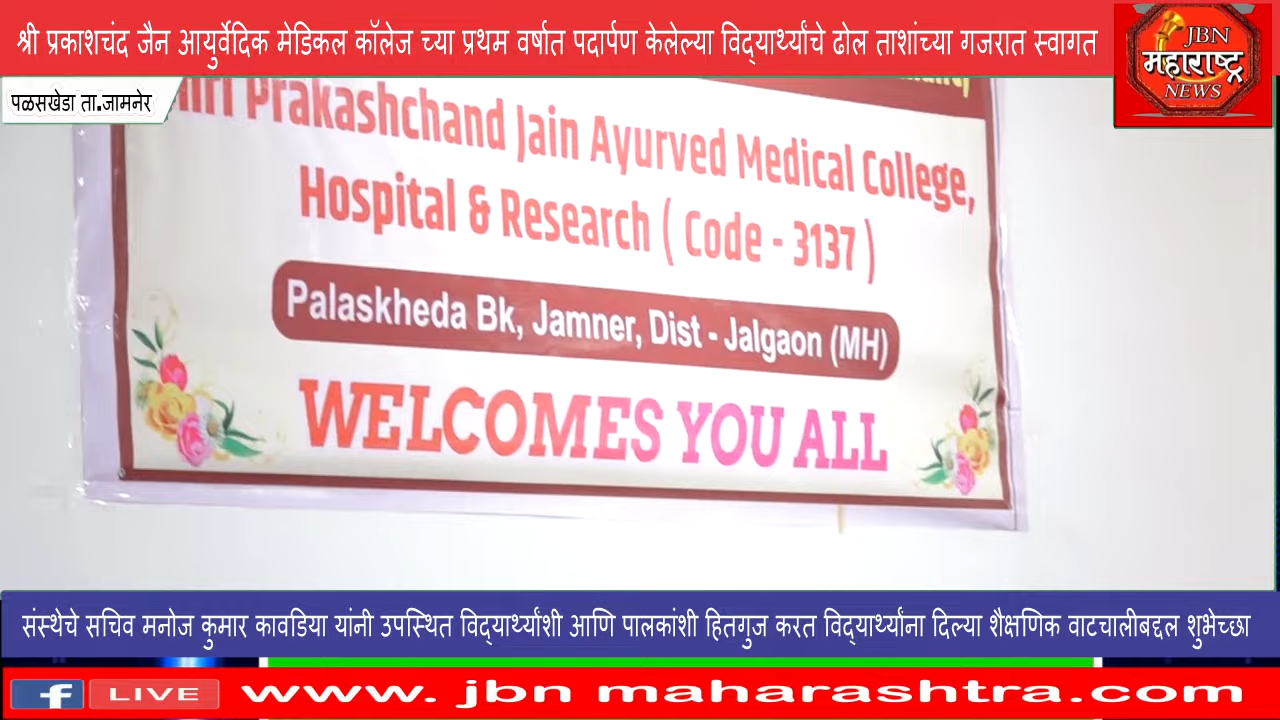 श्री प्रकाशचंद जैन आयुर्वेदिक मेडिकल कॉलेज च्या प्रथम वर्षात पदार्पण केलेल्या विद्यार्थ्यांचे ढोल ताशांच्या गजरात स्वागत
JBN
महाराष्ट्र
NEWS
पळसखेडा ता.जामनेर
Prakashchand Jain Ayurved Medical College,
Hospital & Research ( Code - 3137 )
Palaskheda Bk, Jamner, Dist - Jalgaon (MH)
WELCOMES YOU ALL
संस्थेचे सचिव मनोज कुमार कावडिया यांनी उपस्थित विद्यार्थ्यांशी आणि पालकांशी हितगुज करत विद्यार्थ्यांना दिल्या शैक्षणिक वाटचालीबद्दल शुभेच्छा
f LIVE www. jbn maharashtra.com